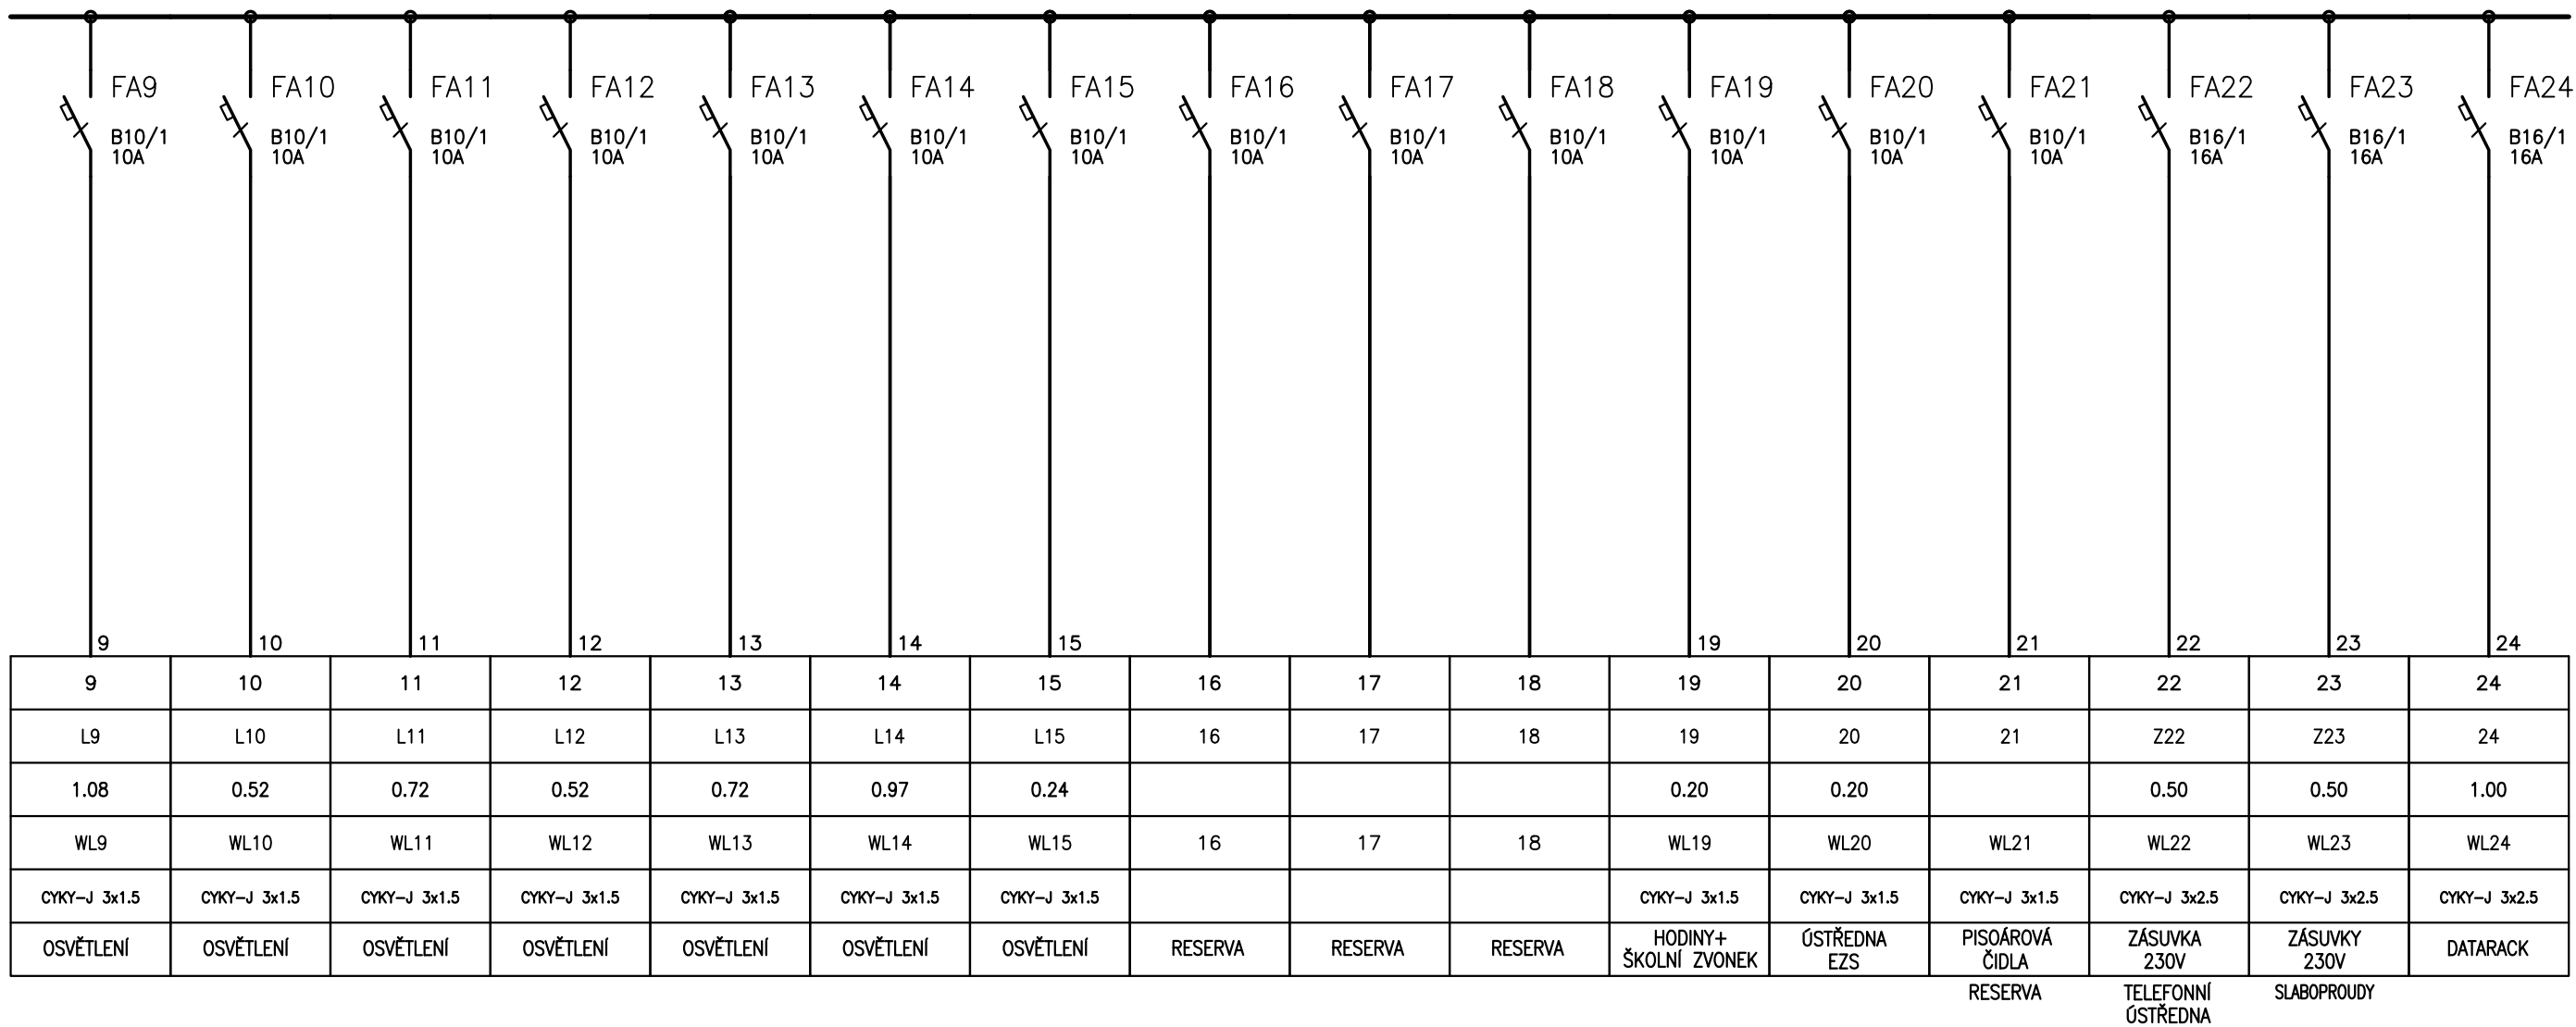 FA9 FA10 FA11 FA12 FA13 FA14 FA15 FA16 FA17 FA18 FA19 FA20 FA21 FA22 FA23 FA24
B10/1 B10/1 B10/1 B10/1 B10/1 B10/1 B10/1 B10/1 B10/1 B10/1 B10/1 B10/1 B10/1 B16/1 B16/1 B16/1
10A 10A 10A 10A 10A 10A 10A 10A 10A 10A 10A 10A 10A 16A 16A 16A
9 10 11 12 13 14 15 19 20 21 22 23 24
9 10 11 12 13 14 15 16 17 18 19 20 21 22 23 24
L9 L10 L11 L12 L13 L14 L15 16 17 18 19 20 21 Z22 Z23 24
1.08 0.52 0.72 0.52 0.72 0.97 0.24 0.20 0.20 0.50 0.50 1.00
WL9 WL10 WL11 WL12 WL13 WL14 WL15 16 17 18 WL19 WL20 WL21 WL22 WL23 WL24
CYKY-J 3x1.5 CYKY-J 3x1.5 CYKY-J 3x1.5 CYKY-J 3x1.5 CYKY-J 3x1.5 CYKY-J 3x1.5 CYKY-J 3x1.5 CYKY-J 3x1.5 CYKY-J 3x1.5 CYKY-J 3x1.5 CYKY-J 3x2.5 CYKY-J 3x2.5 CYKY-J 3x2.5
OSVĚTLENÍ OSVĚTLENÍ OSVĚTLENÍ OSVĚTLENÍ OSVĚTLENÍ OSVĚTLENÍ OSVĚTLENÍ RESERVA RESERVA RESERVA
HODINY+
ŠKOLNÍ ZVONEK
ÚSTŘEDNA
EZS
PISOÁROVÁ
ČIDLA
ZÁSUVKA
230V
ZÁSUVKY
230V
DATARACK
RESERVA
TELEFONNÍ
ÚSTŘEDNA
SLABOPROUDY